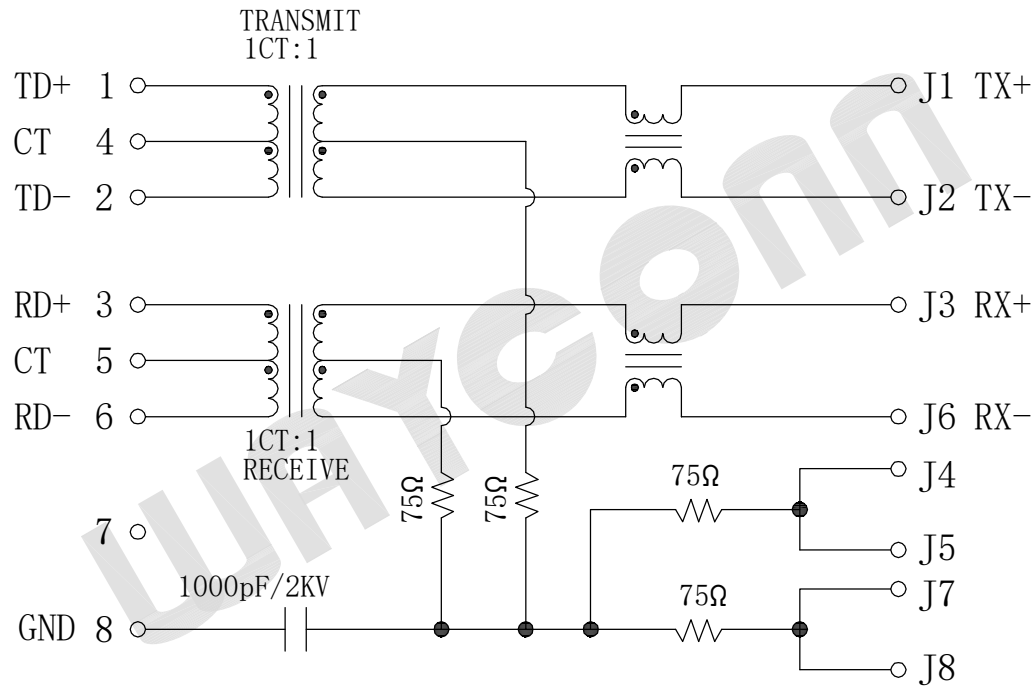 TRANSMIT
1CT:1
TD+ 1
CT 4
TD- 2
J1 TX+
J2 TX-
RD+ 3
CT 5
RD- 6
J3 RX+
J6 RX-
1CT:1
RECEIVE
75Ω
75Ω
75Ω
J4
J5
7
1000pF/2KV
75Ω
J7
GND 8
J8
WAYCONN